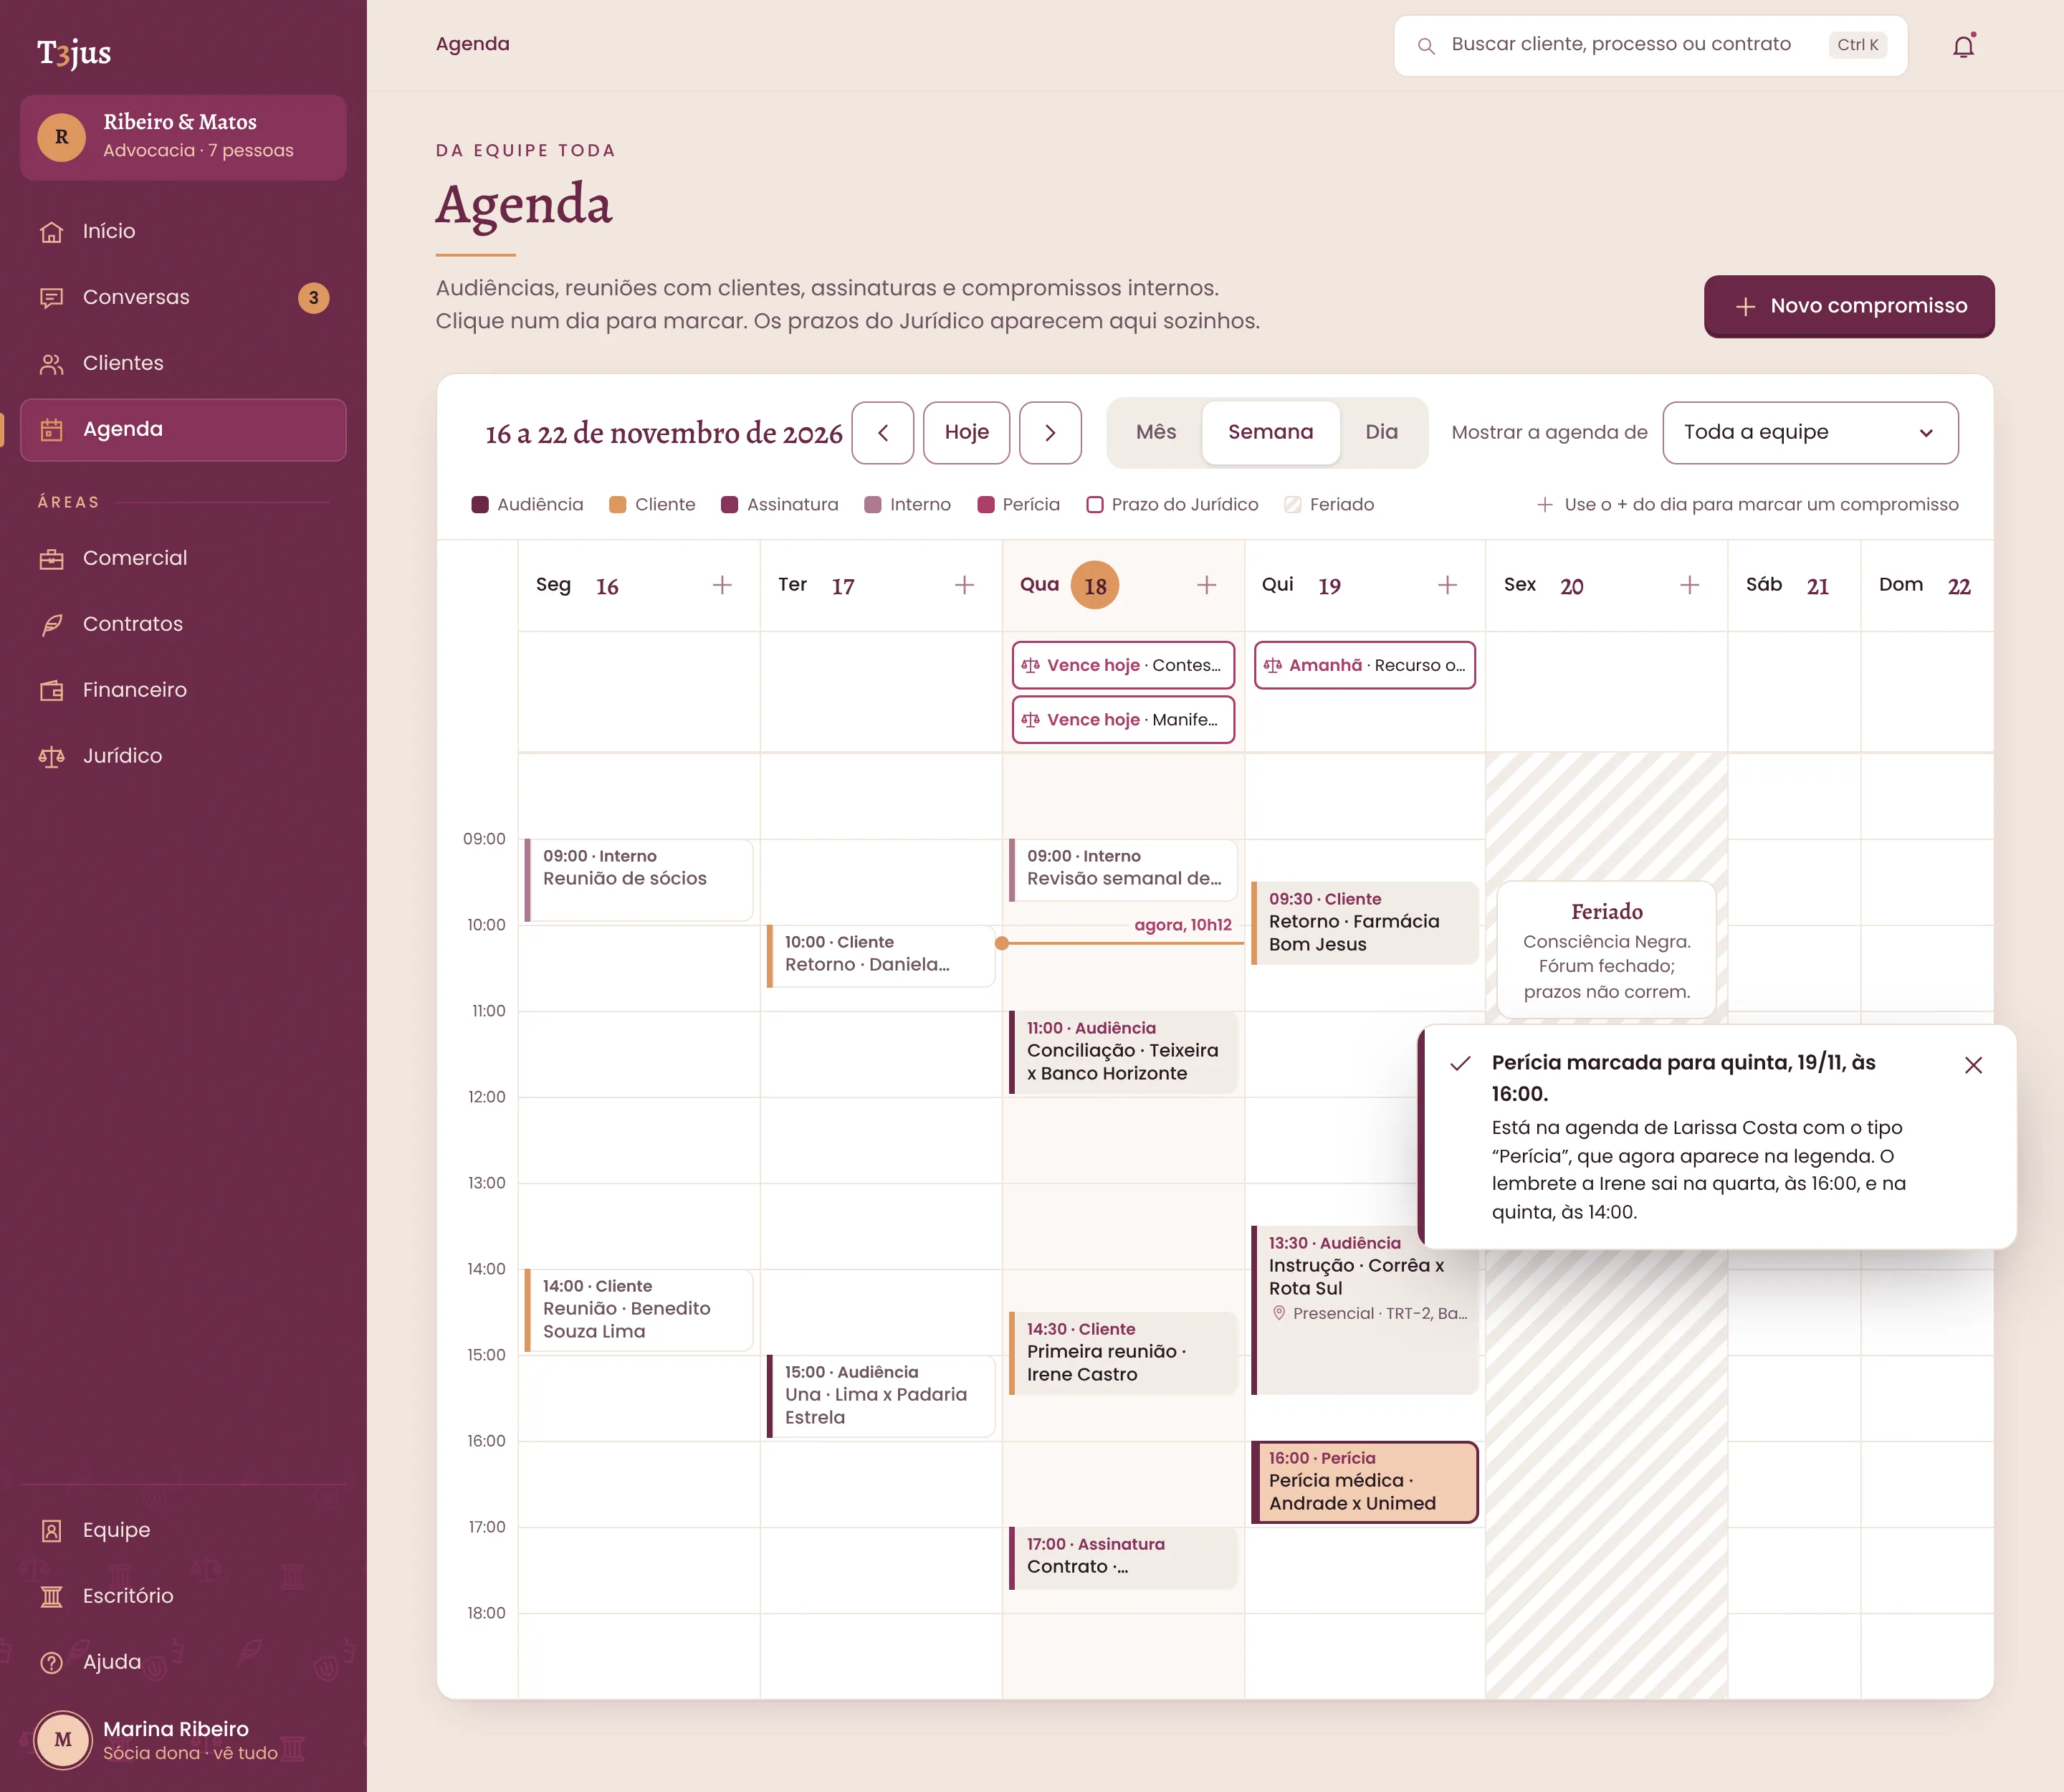 T3jus
R
Ribeiro & Matos
Advocacia · 7 pessoas
Início
Conversas
3
Clientes
Agenda
ÁREAS
Comercial
Contratos
Financeiro
Jurídico
Equipe
Escritório
Ajuda
M
Marina Ribeiro
Sócia dona · vê tudo
Agenda
Buscar cliente, processo ou contrato
Ctrl K
DA EQUIPE TODA
Agenda
Audiências, reuniões com clientes, assinaturas e compromissos internos.
Clique num dia para marcar. Os prazos do Jurídico aparecem aqui sozinhos.
Novo compromisso
16 a 22 de novembro de 2026
Hoje
Mês
Semana
Dia
Mostrar a agenda de
Toda a equipe
Audiência
Cliente
Assinatura
Interno
Perícia
Prazo do Jurídico
Feriado
Use o + do dia para marcar um compromisso
Seg 16
Ter 17
Qua 18
Qui 19
Sex 20
Sáb 21
Dom 22
Vence hoje · Contes...
Vence hoje · Manife...
Amanhã · Recurso o...
09:00
10:00
11:00
12:00
13:00
14:00
15:00
16:00
17:00
18:00
09:00 · Interno
Reunião de sócios
14:00 · Cliente
Reunião · Benedito
Souza Lima
10:00 · Cliente
Retorno · Daniela...
15:00 · Audiência
Una · Lima x Padaria
Estrela
09:00 · Interno
Revisão semanal de...
agora, 10h12
11:00 · Audiência
Conciliação · Teixeira
x Banco Horizonte
14:30 · Cliente
Primeira reunião ·
Irene Castro
17:00 · Assinatura
Contrato ·...
09:30 · Cliente
Retorno · Farmácia
Bom Jesus
13:30 · Audiência
Instrução · Corrêa x
Rota Sul
Presencial · TRT-2, Ba...
16:00 · Perícia
Perícia médica ·
Andrade x Unimed
Feriado
Consciência Negra.
Fórum fechado;
prazos não correm.
Perícia marcada para quinta, 19/11, às
16:00.
Está na agenda de Larissa Costa com o tipo
“Perícia”, que agora aparece na legenda. O
lembrete a Irene sai na quarta, às 16:00, e na
quinta, às 14:00.